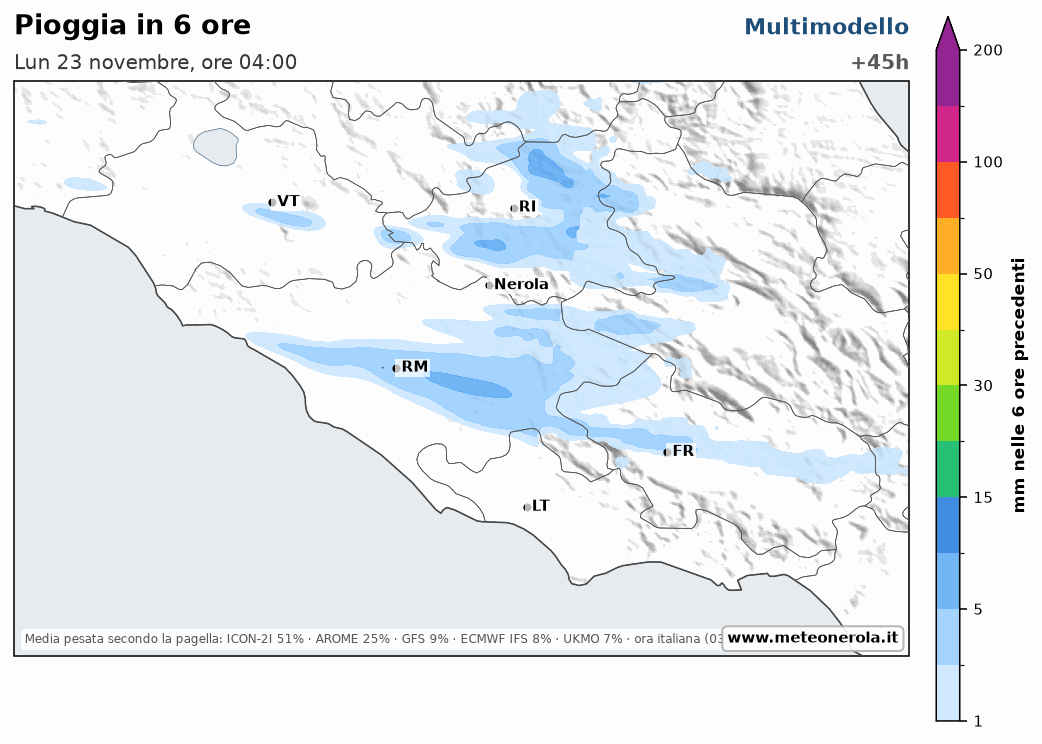 Pioggia in 6 ore
Multimodello
Lun 23 novembre, ore 04:00
+45h
VT
RI
Nerola
RM
FR
LT
200
100
50
30
15
5
1
mm nelle 6 ore precedenti
Media pesata secondo la pagella: ICON-2I 51% · AROME 25% · GFS 9% · ECMWF IFS 8% · UKMO 7% · ora italiana (03
www.meteonerola.it